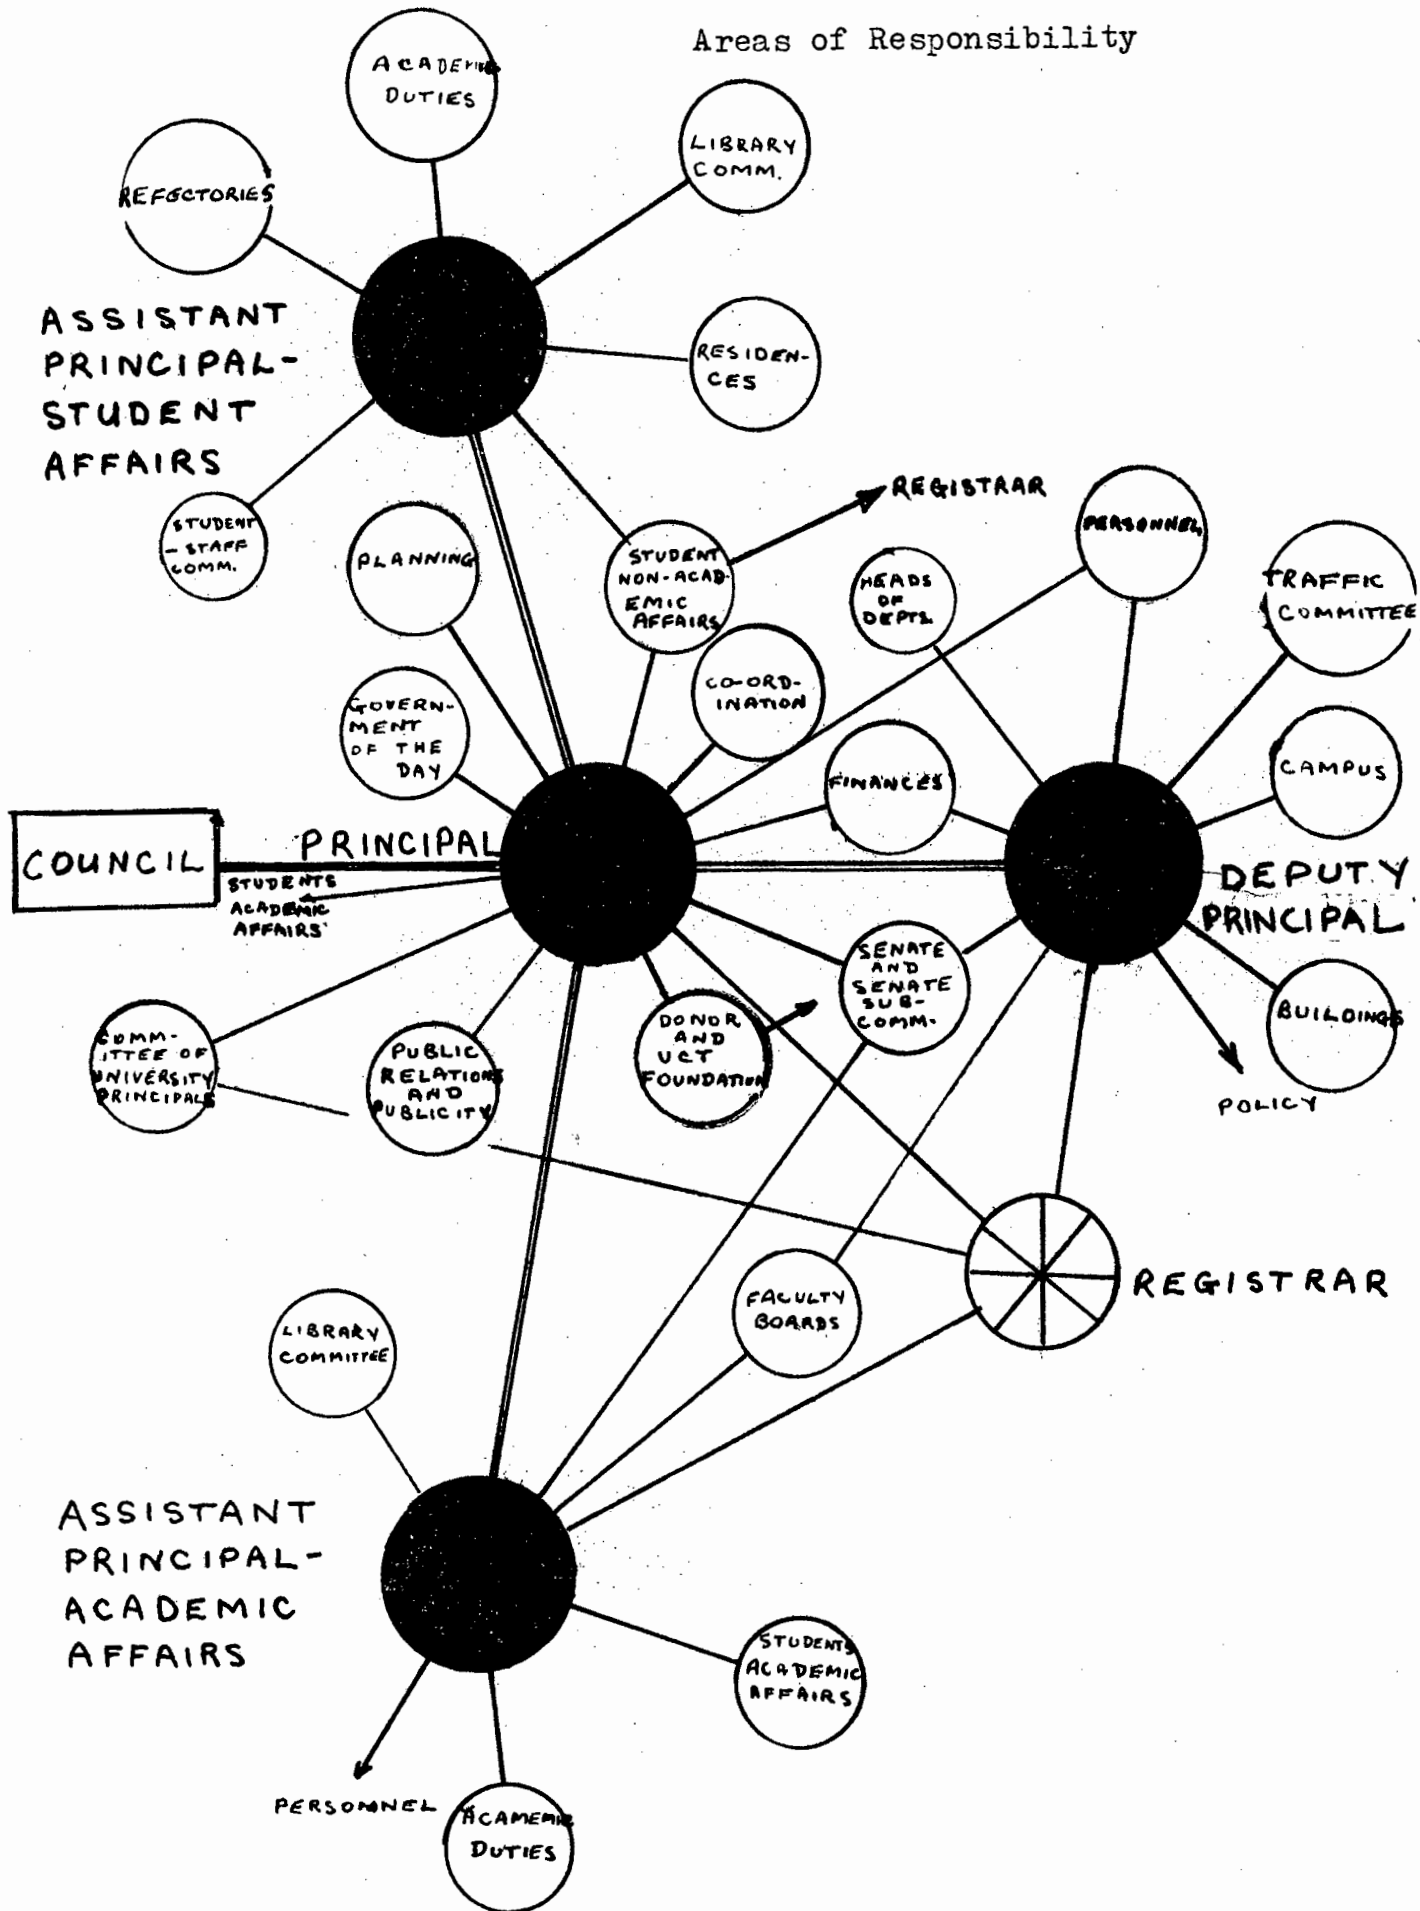 Areas of Responsibility
ACADEMIC
DUTIES
LIBRARY
COMM.
REFECTORIES
ASSISTANT
PRINCIPAL-
STUDENT
AFFAIRS
RESIDEN-
CES
STUDENT
-STAFF
COMM.
PLANNING
STUDENT
NON-ACAD-
EMIC
AFFAIRS
REGISTRAR
HEADS
OF
DEPTS.
PERSONNEL
TRAFFIC
COMMITTEE
GOVERN-
MENT
OF THE
DAY
CO-ORD-
INATION
FINANCES
CAMPUS
COUNCIL
PRINCIPAL
STUDENTS
ACADEMIC
AFFAIRS
DEPUTY
PRINCIPAL
SENATE
AND
SENATE
SUB-
COMM.
COMM-
ITTEE OF
UNIVERSITY
PRINCIPALS
PUBLIC
RELATIONS
AND
PUBLICITY
DONOR
AND
UCT
FOUNDATION
BUILDINGS
POLICY
REGISTRAR
FACULTY
BOARDS
LIBRARY
COMMITTEE
ASSISTANT
PRINCIPAL-
ACADEMIC
AFFAIRS
STUDENTS
ACADEMIC
AFFAIRS
PERSONNEL
ACAMEMIC
DUTIES